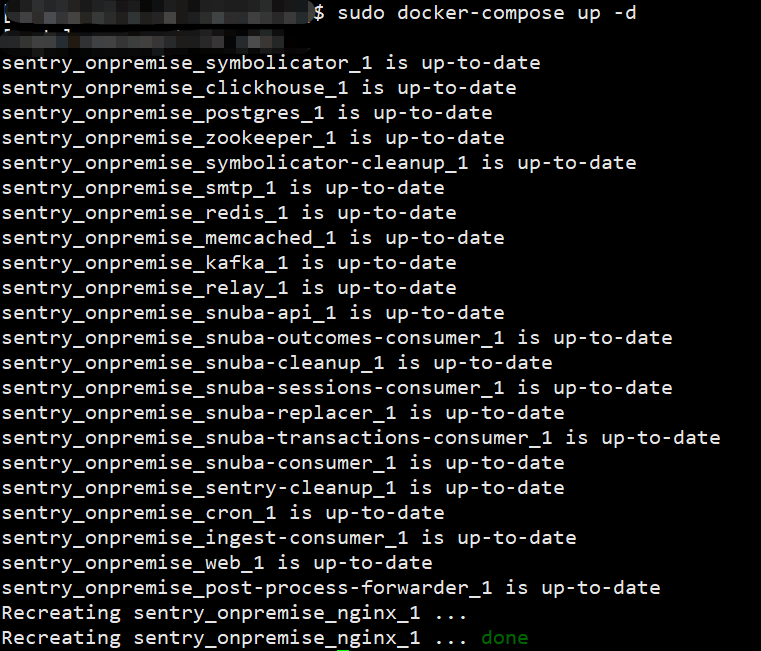 $ sudo docker-compose up -d
sentry_onpremise_symbolicator_1 is up-to-date
sentry_onpremise_clickhouse_1 is up-to-date
sentry_onpremise_postgres_1 is up-to-date
sentry_onpremise_zookeeper_1 is up-to-date
sentry_onpremise_symbolicator-cleanup_1 is up-to-date
sentry_onpremise_smtp_1 is up-to-date
sentry_onpremise_redis_1 is up-to-date
sentry_onpremise_memcached_1 is up-to-date
sentry_onpremise_kafka_1 is up-to-date
sentry_onpremise_relay_1 is up-to-date
sentry_onpremise_snuba-api_1 is up-to-date
sentry_onpremise_snuba-outcomes-consumer_1 is up-to-date
sentry_onpremise_snuba-cleanup_1 is up-to-date
sentry_onpremise_snuba-sessions-consumer_1 is up-to-date
sentry_onpremise_snuba-replacer_1 is up-to-date
sentry_onpremise_snuba-transactions-consumer_1 is up-to-date
sentry_onpremise_snuba-consumer_1 is up-to-date
sentry_onpremise_sentry-cleanup_1 is up-to-date
sentry_onpremise_cron_1 is up-to-date
sentry_onpremise_ingest-consumer_1 is up-to-date
sentry_onpremise_web_1 is up-to-date
sentry_onpremise_post-process-forwarder_1 is up-to-date
Recreating sentry_onpremise_nginx_1 ...
Recreating sentry_onpremise_nginx_1 ... done